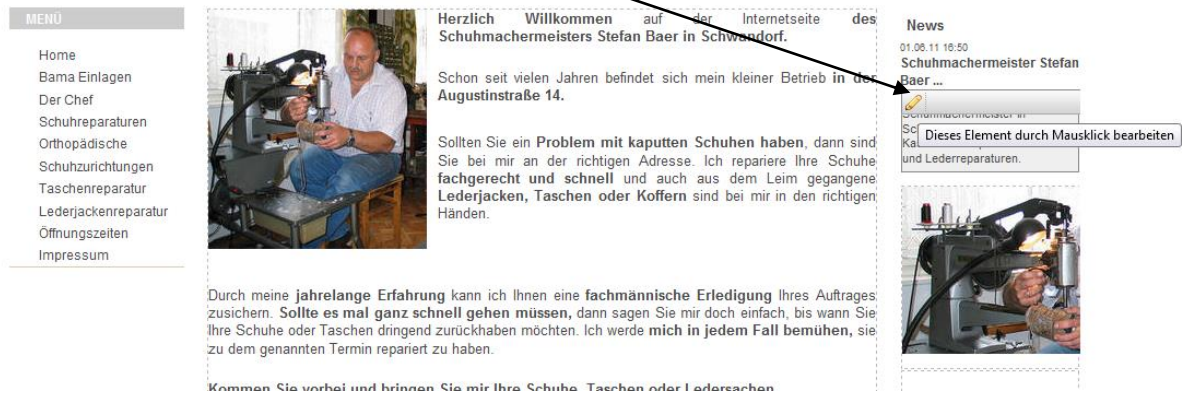 MENÜ
Home
Bama Einlagen
Der Chef
Schuhreparaturen
Orthopädische
Schuhzurichtungen
Taschenreparatur
Lederjackenreparatur
Öffnungszeiten
Impressum
Herzlich Willkommen auf der Internetseite des
Schuhmachermeisters Stefan Baer in Schwandorf.
Schon seit vielen Jahren befindet sich mein kleiner Betrieb in der
Augustinstraße 14.
Sollten Sie ein Problem mit kaputten Schuhen haben, dann sind
Sie bei mir an der richtigen Adresse. Ich repariere Ihre Schuhe
fachgerecht und schnell und auch aus dem Leim gegangene
Lederjacken, Taschen oder Koffern sind bei mir in den richtigen
Händen.
Durch meine jahrelange Erfahrung kann ich Ihnen eine fachmännische Erledigung Ihres Auftrages
zusichern. Sollte es mal ganz schnell gehen müssen, dann sagen Sie mir doch einfach, bis wann Sie
Ihre Schuhe oder Taschen dringend zurückhaben möchten. Ich werde mich in jedem Fall bemühen, sie
zu dem genannten Termin repariert zu haben.
Kommen Sie vorbei und bringen Sie mir Ihre Schuhe, Taschen oder Ledersachen
News
01.06.11 16:50
Schuhmachermeister Stefan
Baer ...
Schuhmachermeister in
Dieses Element durch Mausklick bearbeiten
und Lederreparaturen.